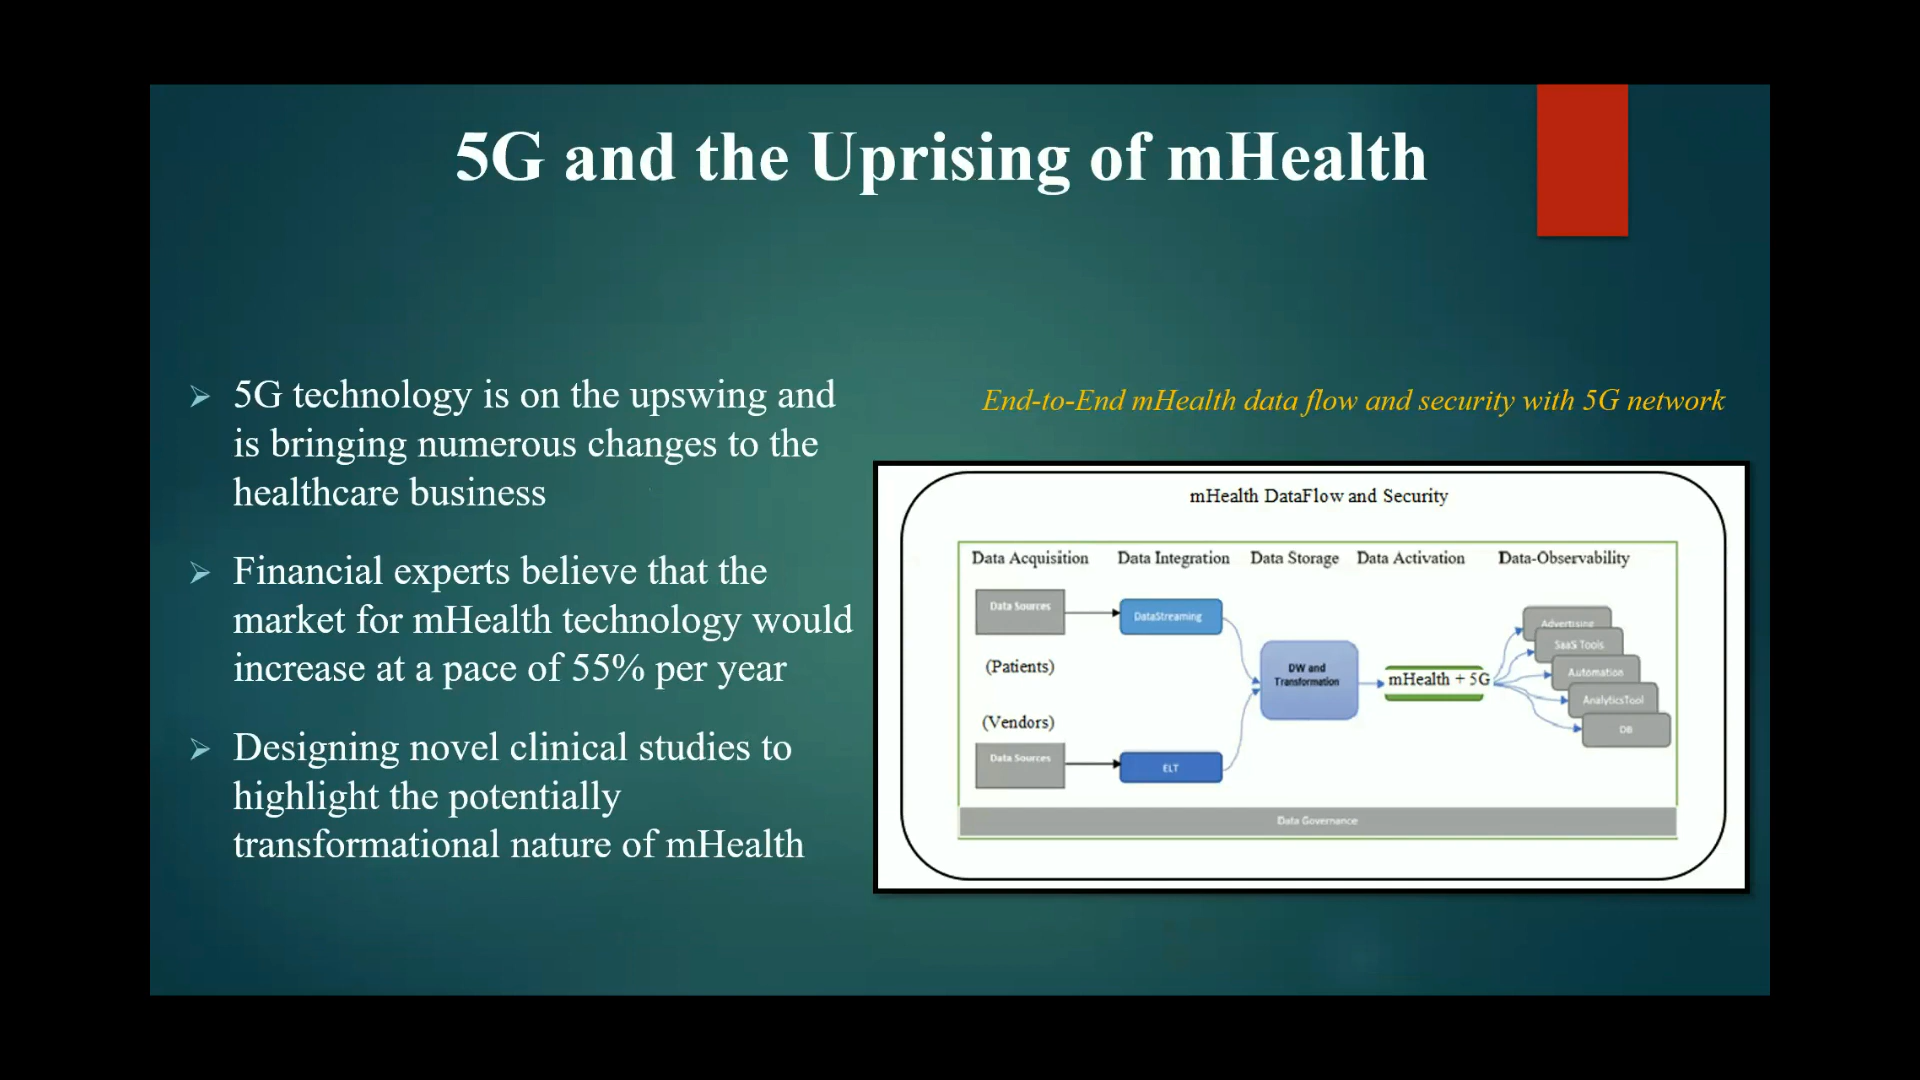 5G and the Uprising of mHealth
5G technology is on the upswing and
is bringing numerous changes to the
healthcare business
Financial experts believe that the
market for mHealth technology would
increase at a pace of 55% per year
Designing novel clinical studies to
highlight the potentially
transformational nature of mHealth
End-to-End mHealth data flow and security with 5G network
mHealth DataFlow and Security
Data Acquisition
Data Integration
Data Storage
Data Activation
Data-Observability
Data Sources
(Patients)
(Vendors)
Data Sources
DataStreaming
ELT
DW and
Transformation
mHealth + 5G
Advertising
SaaS Tools
Automation
AnalyticsTool
DB
Data Governance